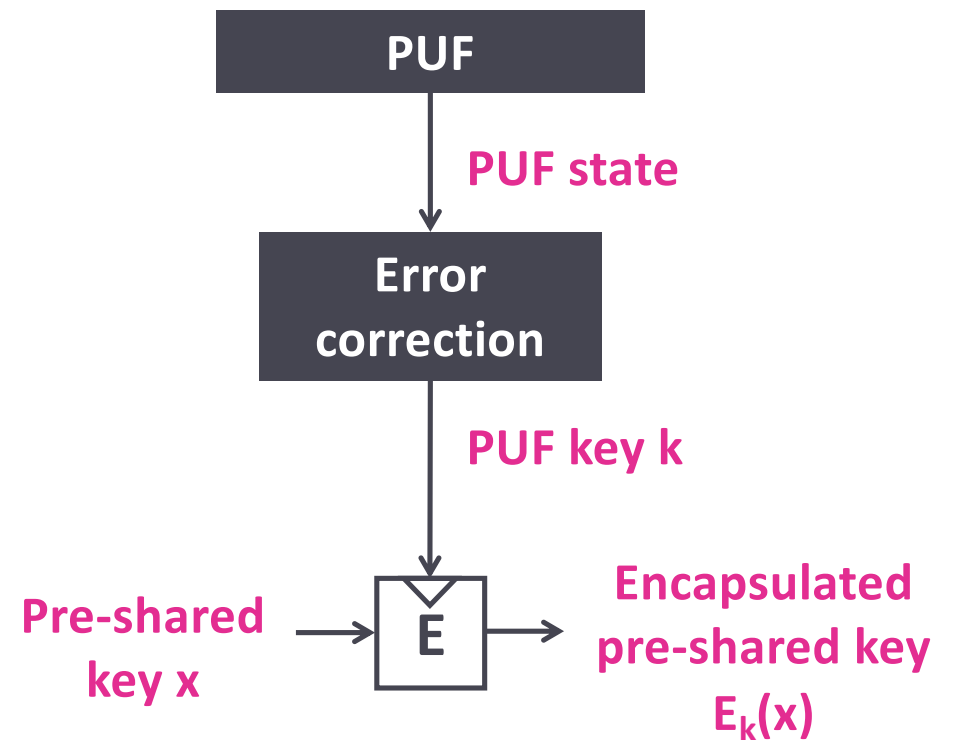 PUF
PUF state
Error
correction
PUF key k
Pre-shared
key x
E
Encapsulated
pre-shared key
Eₖ(x)